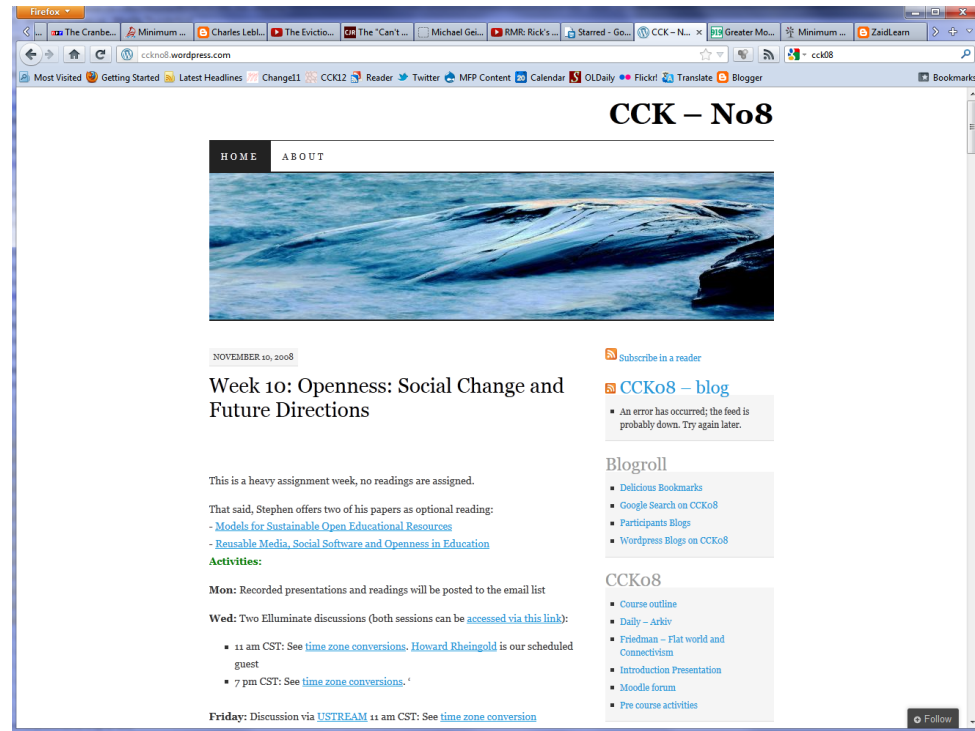 Firefox
...
The Cranbe...
Minimum ...
Charles Lebl...
The Evictio...
The "Can't ...
Michael Gei...
RMR: Rick's ...
Starred - Go...
CCK – N...
Greater Mo...
Minimum ...
ZaidLearn
cckno8.wordpress.com
cck08
Most Visited Getting Started Latest Headlines Change11 CCK12 Reader Twitter MFP Content Calendar OLDaily Flickr! Translate Blogger Bookmarks
CCK – No8
HOME ABOUT
NOVEMBER 10, 2008
Week 10: Openness: Social Change and
Future Directions
This is a heavy assignment week, no readings are assigned.
That said, Stephen offers two of his papers as optional reading:
- Models for Sustainable Open Educational Resources
- Reusable Media, Social Software and Openness in Education
Activities:
Mon: Recorded presentations and readings will be posted to the email list
Wed: Two Elluminate discussions (both sessions can be accessed via this link):
11 am CST: See time zone conversions. Howard Rheingold is our scheduled
guest
7 pm CST: See time zone conversions. ‘
Friday: Discussion via USTREAM 11 am CST: See time zone conversion
Subscribe in a reader
CCK08 – blog
An error has occurred; the feed is
probably down. Try again later.
Blogroll
Delicious Bookmarks
Google Search on CCK08
Participants Blogs
Wordpress Blogs on CCK08
CCK08
Course outline
Daily – Arkiv
Friedman – Flat world and
Connectivism
Introduction Presentation
Moodle forum
Pre course activities
Follow